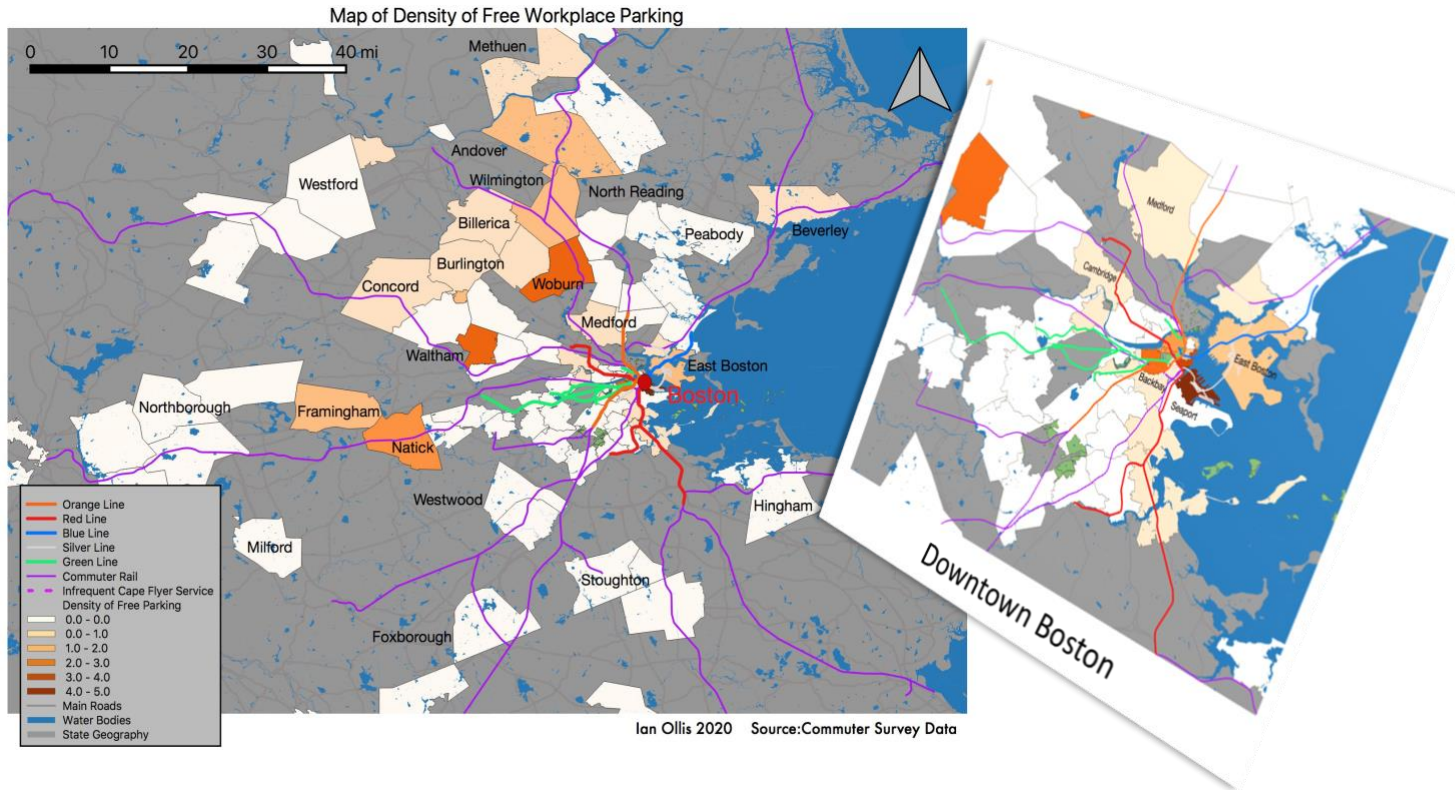 Map of Density of Free Workplace Parking
0 10 20 30 40 mi
Methuen
Andover
Westford
Wilmington
North Reading
Billerica
Peabody
Beverley
Burlington
Concord
Woburn
Medford
Waltham
East Boston
Boston
Northborough
Framingham
Natick
Westwood
Hingham
Milford
Stoughton
Foxborough
Orange Line
Red Line
Blue Line
Silver Line
Green Line
Commuter Rail
Infrequent Cape Flyer Service
Density of Free Parking
0.0 - 0.0
0.0 - 1.0
1.0 - 2.0
2.0 - 3.0
3.0 - 4.0
4.0 - 5.0
Main Roads
Water Bodies
State Geography
Ian Ollis 2020 Source:Commuter Survey Data
Medford
Cambridge
East Boston
Backbay
Seaport
Downtown Boston